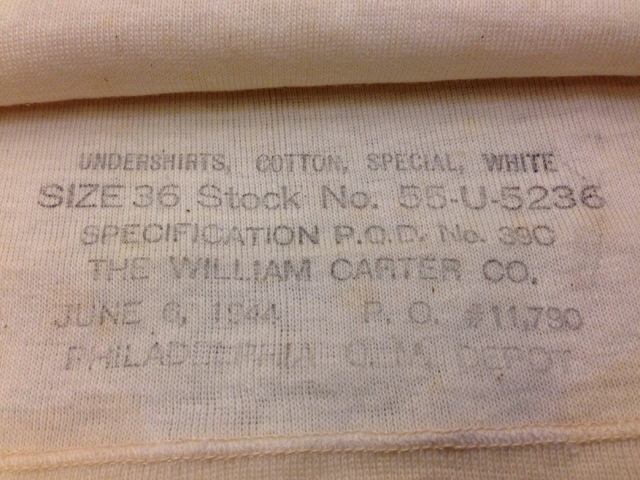 UNDERSHIRTS, COTTON, SPECIAL, WHITE
SIZE 36 Stock No. 55-U-5236
SPECIFICATION P.Q.D. No. 39C
THE WILLIAM CARTER CO.
JUNE 6, 1944 P. O. #11,790
PHILADELPHIA Q.M. DEPOT